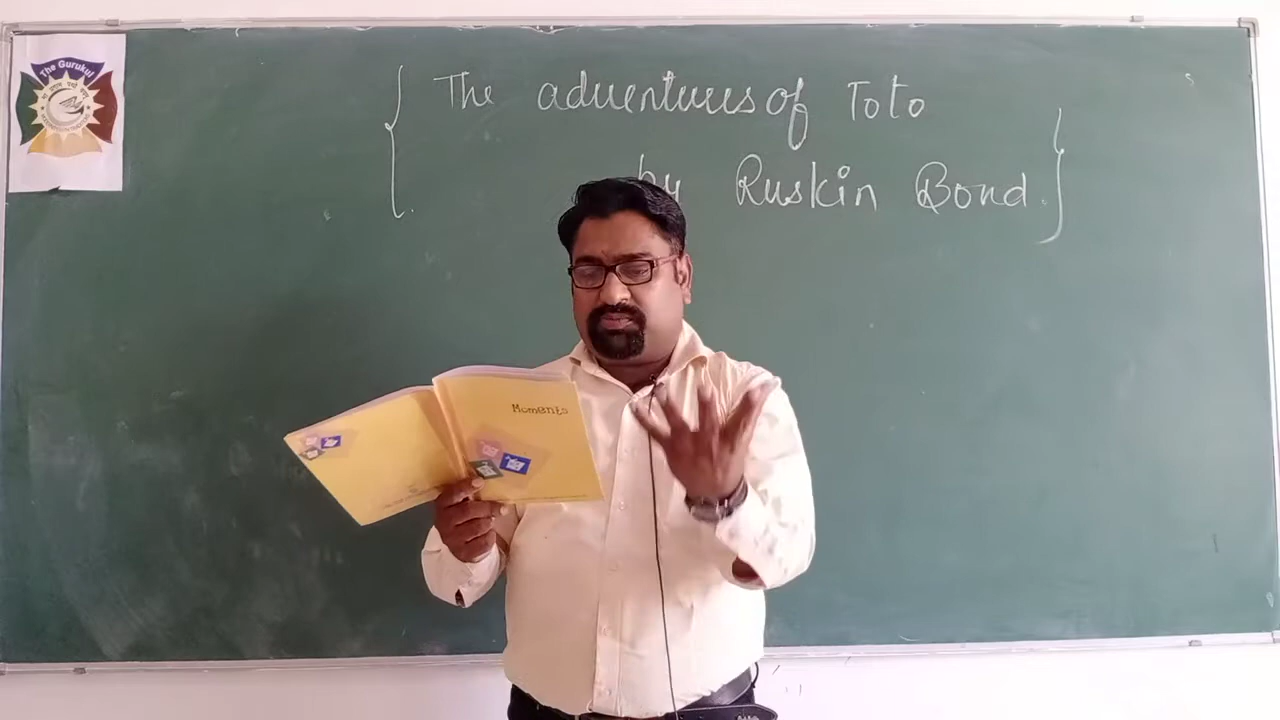 The Gurukul
{ The adventures of Toto
by Ruskin Bond. }
Moments